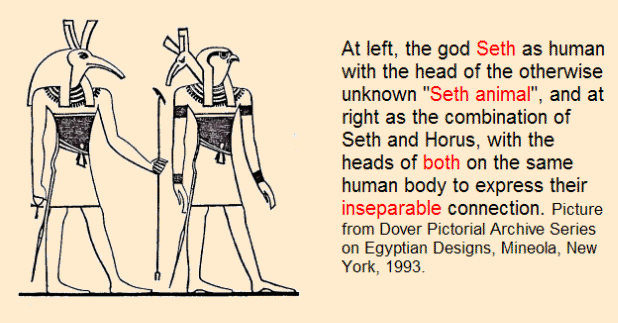 At left, the god Seth as human
with the head of the otherwise
unknown "Seth animal", and at
right as the combination of
Seth and Horus, with the
heads of both on the same
human body to express their
inseparable connection. Picture
from Dover Pictorial Archive Series
on Egyptian Designs, Mineola, New
York, 1993.